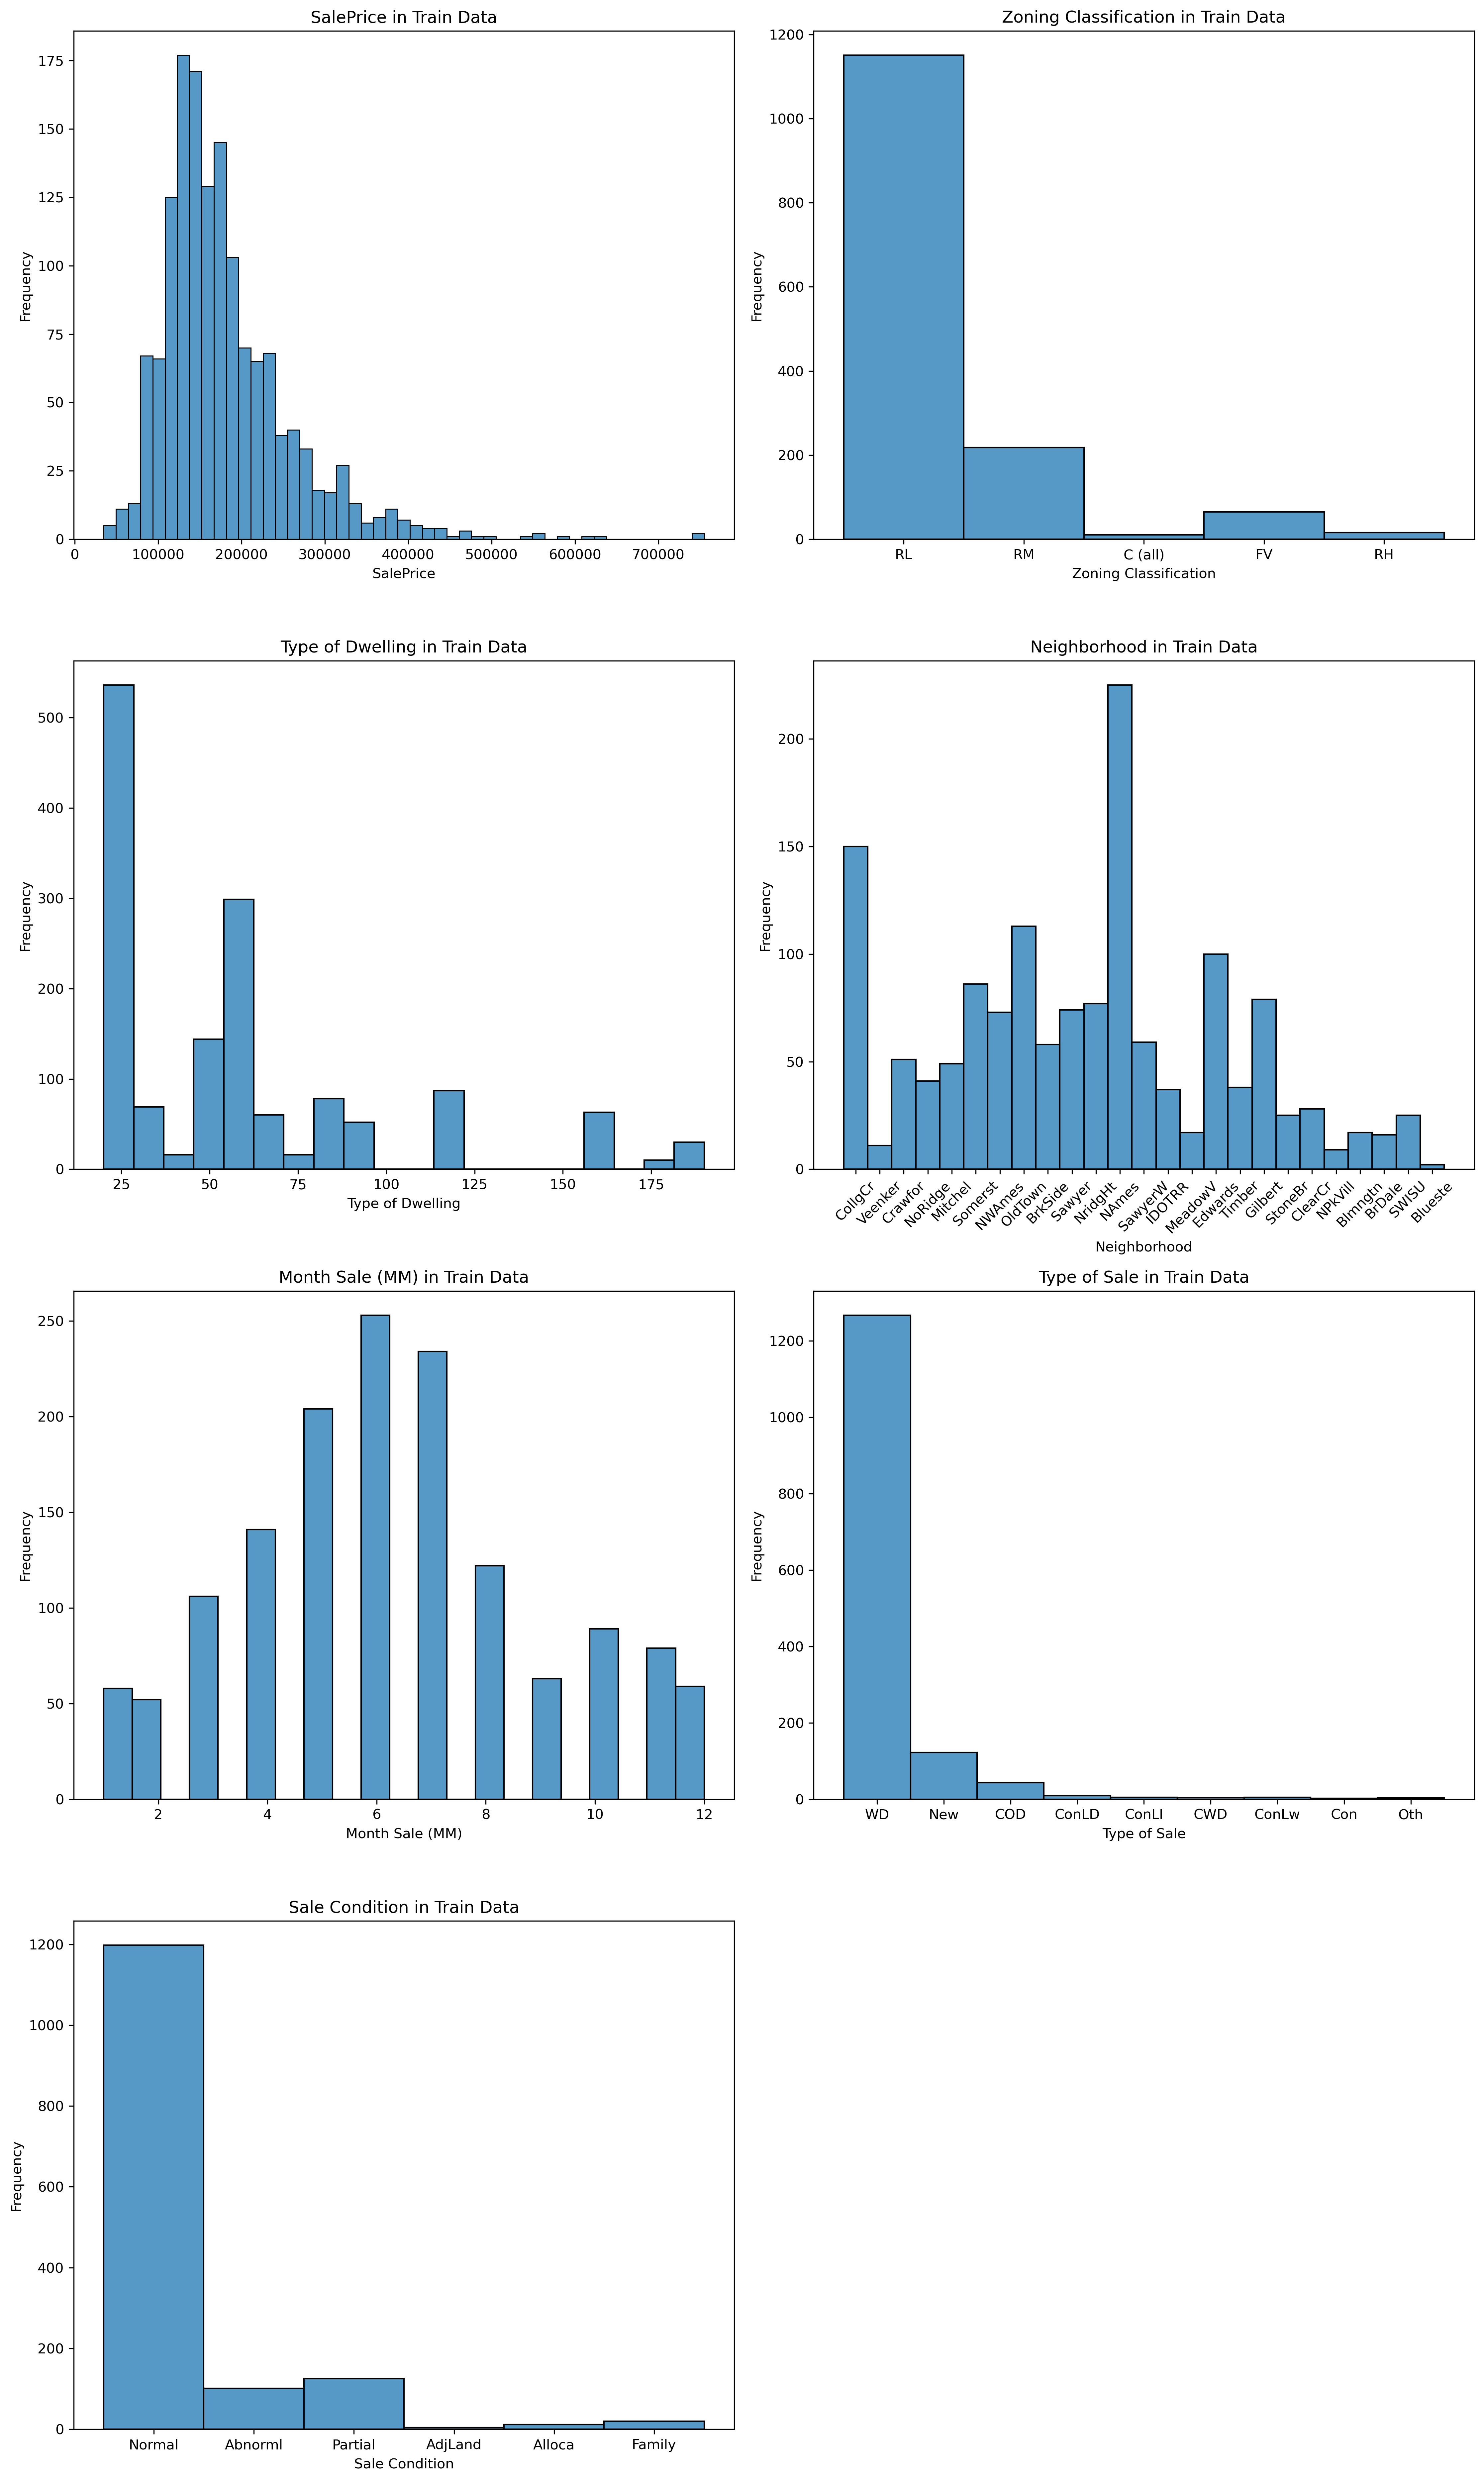 SalePrice in Train Data
Frequency
175
150
125
100
75
50
25
0
0 100000 200000 300000 400000 500000 600000 700000
SalePrice
Zoning Classification in Train Data
Frequency
1200
1000
800
600
400
200
0
RL RM C (all) FV RH
Zoning Classification
Type of Dwelling in Train Data
Frequency
500
400
300
200
100
0
25 50 75 100 125 150 175
Type of Dwelling
Neighborhood in Train Data
Frequency
200
150
100
50
0
CollgCr Veenker Crawfor NoRidge Mitchel Somerst NWAmes OldTown BrkSide Sawyer NridgHt NAmes SawyerW IDOTRR MeadowV Edwards Timber Gilbert StoneBr ClearCr NPkVill Blmngtn BrDale SWISU Blueste
Neighborhood
Month Sale (MM) in Train Data
Frequency
250
200
150
100
50
0
2 4 6 8 10 12
Month Sale (MM)
Type of Sale in Train Data
Frequency
1200
1000
800
600
400
200
0
WD New COD ConLD ConLI CWD ConLw Con Oth
Type of Sale
Sale Condition in Train Data
Frequency
1200
1000
800
600
400
200
0
Normal Abnorml Partial AdjLand Alloca Family
Sale Condition